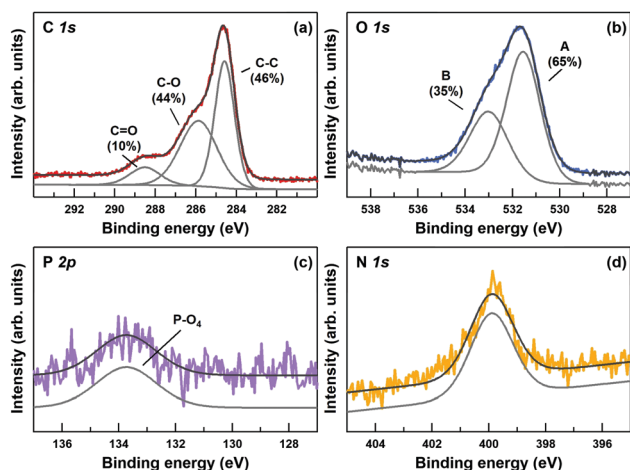 C 1s (a)
C-C
(46%)
C-O
(44%)
C=O
(10%)
Intensity (arb. units)
292 290 288 286 284 282
Binding energy (eV)
O 1s (b)
A
(65%)
B
(35%)
Intensity (arb. units)
538 536 534 532 530 528
Binding energy (eV)
P 2p (c)
P-O₄
Intensity (arb. units)
136 134 132 130 128
Binding energy (eV)
N 1s (d)
Intensity (arb. units)
404 402 400 398 396
Binding energy (eV)